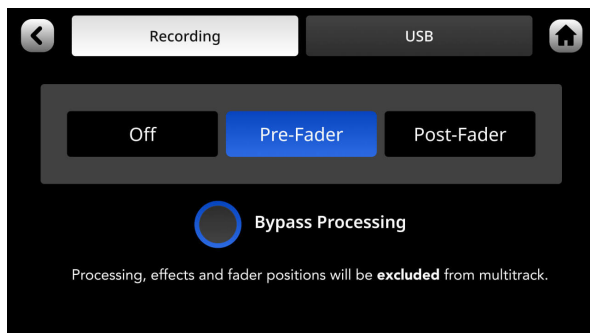 Recording
USB
Off
Pre-Fader
Post-Fader
Bypass Processing
Processing, effects and fader positions will be excluded from multitrack.